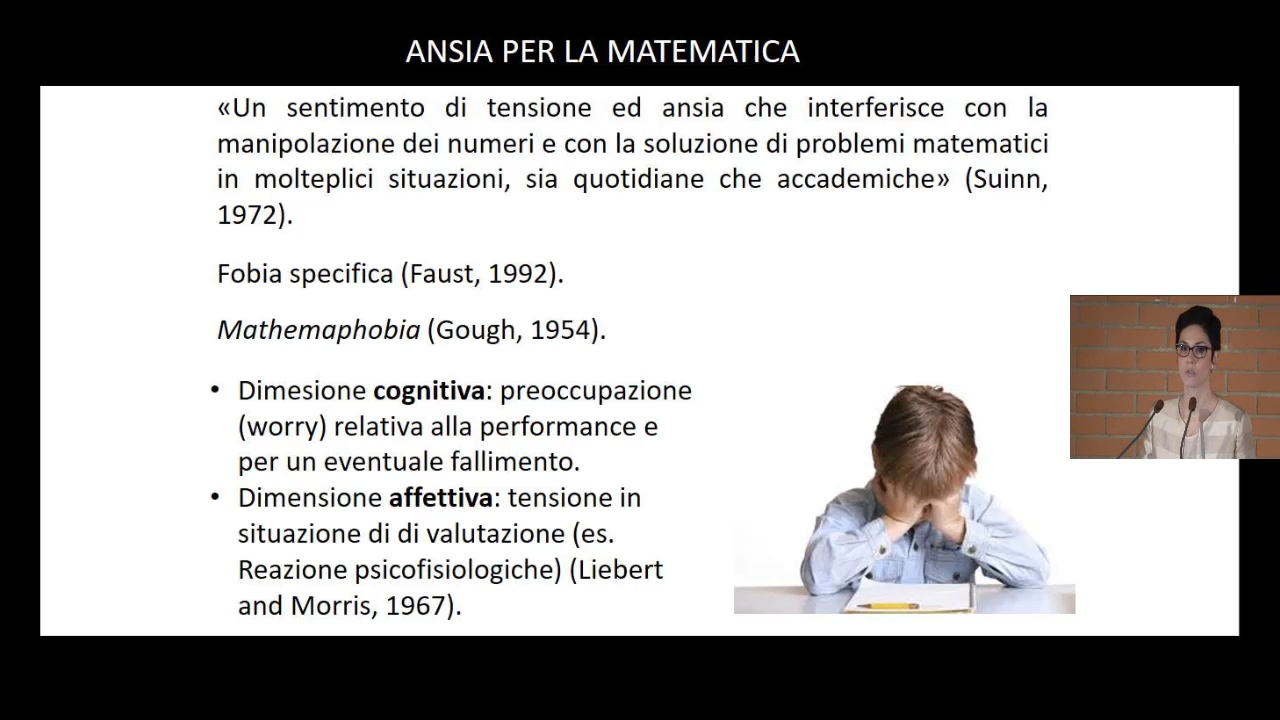 ANSIA PER LA MATEMATICA
«Un sentimento di tensione ed ansia che interferisce con la
manipolazione dei numeri e con la soluzione di problemi matematici
in molteplici situazioni, sia quotidiane che accademiche» (Suinn,
1972).
Fobia specifica (Faust, 1992).
Mathemaphobia (Gough, 1954).
• Dimesione cognitiva: preoccupazione
(worry) relativa alla performance e
per un eventuale fallimento.
• Dimensione affettiva: tensione in
situazione di di valutazione (es.
Reazione psicofisiologiche) (Liebert
and Morris, 1967).